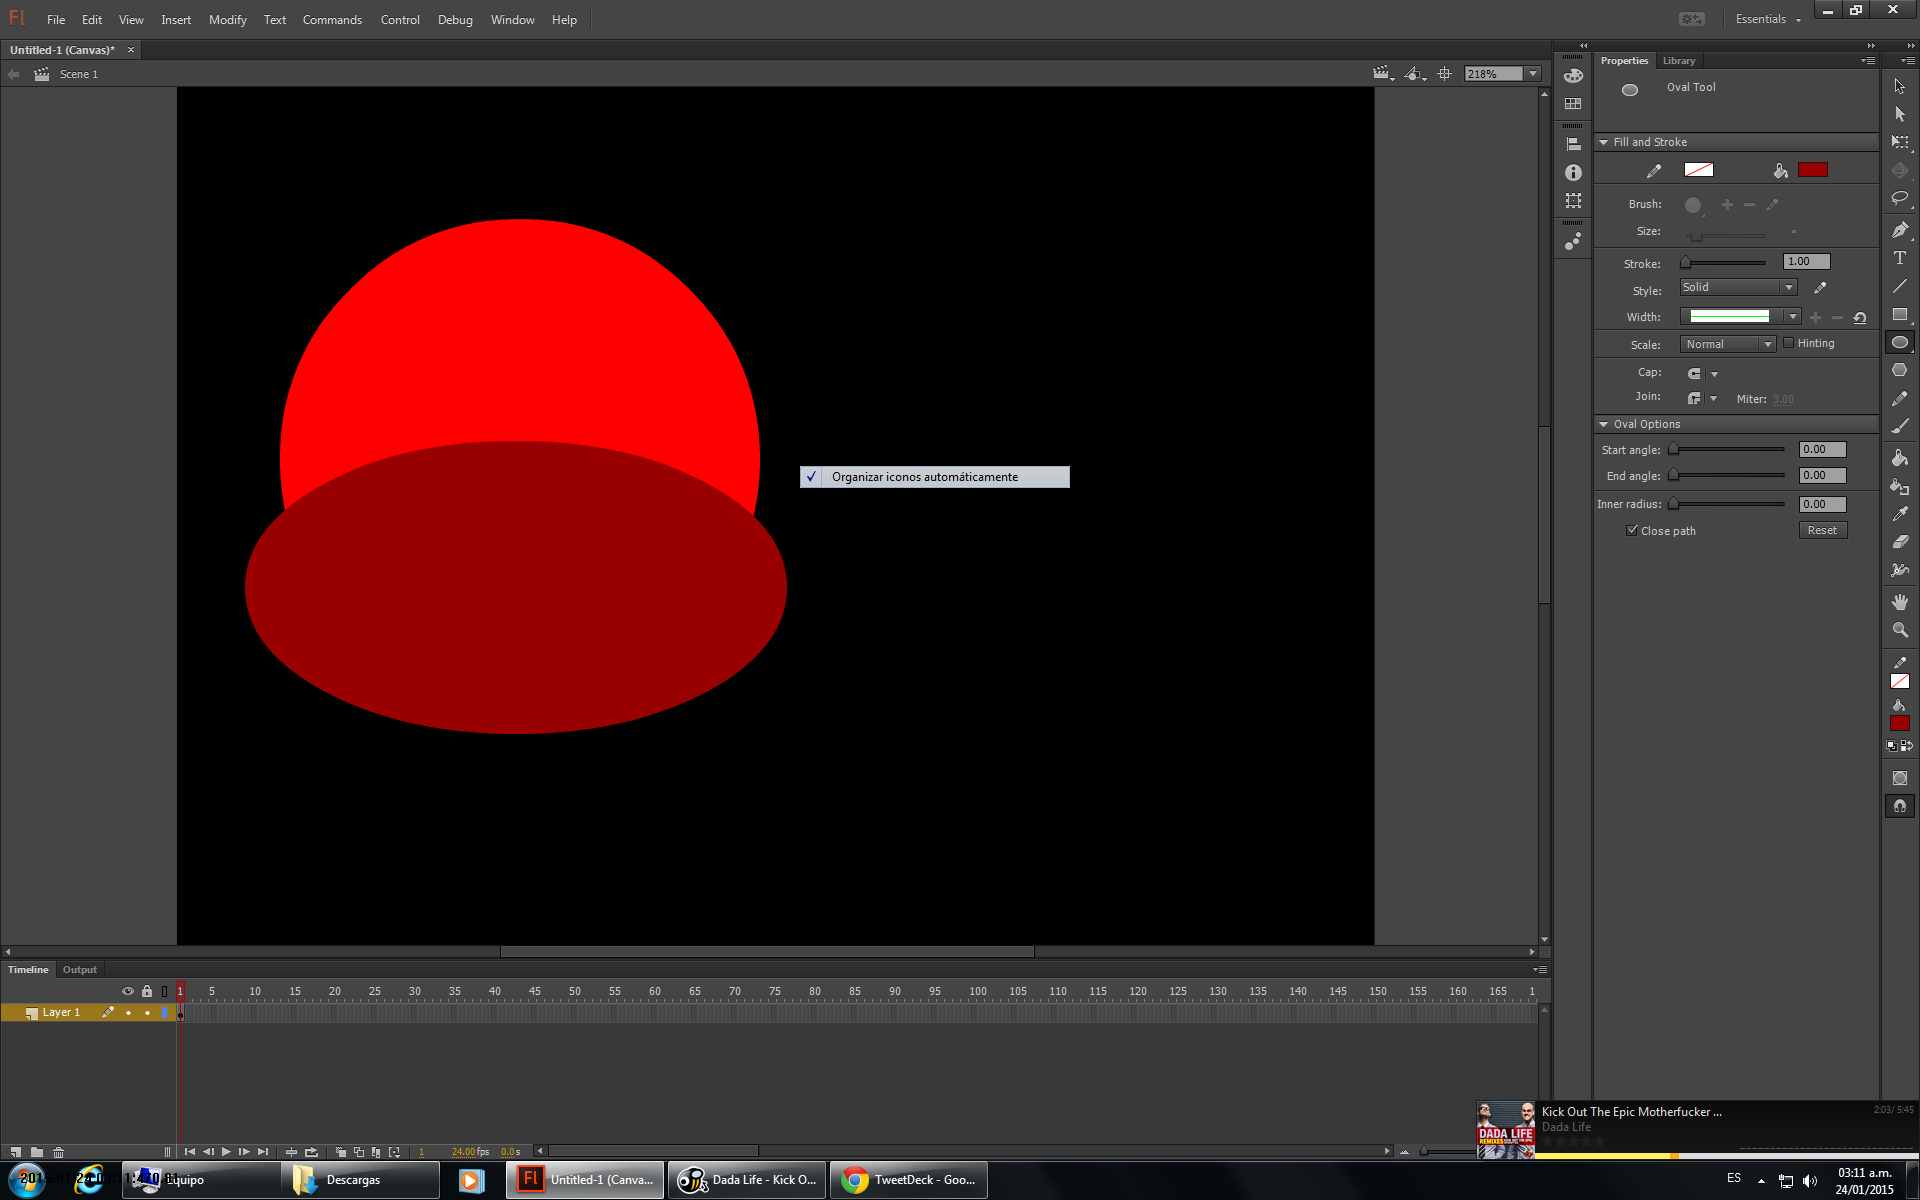 Fl File Edit View Insert Modify Text Commands Control Debug Window Help Essentials
Untitled-1 (Canvas)*
Scene 1 218%
Properties Library
Oval Tool
Fill and Stroke
Brush:
Size:
Stroke: 1.00
Style: Solid
Width:
Scale: Normal Hinting
Cap:
Join: Miter: 3.00
Oval Options
Start angle: 0.00
End angle: 0.00
Inner radius: 0.00
Close path Reset
Organizar iconos automáticamente
Timeline Output
1 5 10 15 20 25 30 35 40 45 50 55 60 65 70 75 80 85 90 95 100 105 110 115 120 125 130 135 140 145 150 155 160 165 1
Layer 1
1 24.00 fps 0.0 s
DADA LIFE
Kick Out The Epic Motherfucker ...
2:03/ 5:45
Dada Life
Equipo Descargas Fl Untitled-1 (Canva... Dada Life - Kick O... TweetDeck - Goo...
ES 03:11 a.m.
24/01/2015